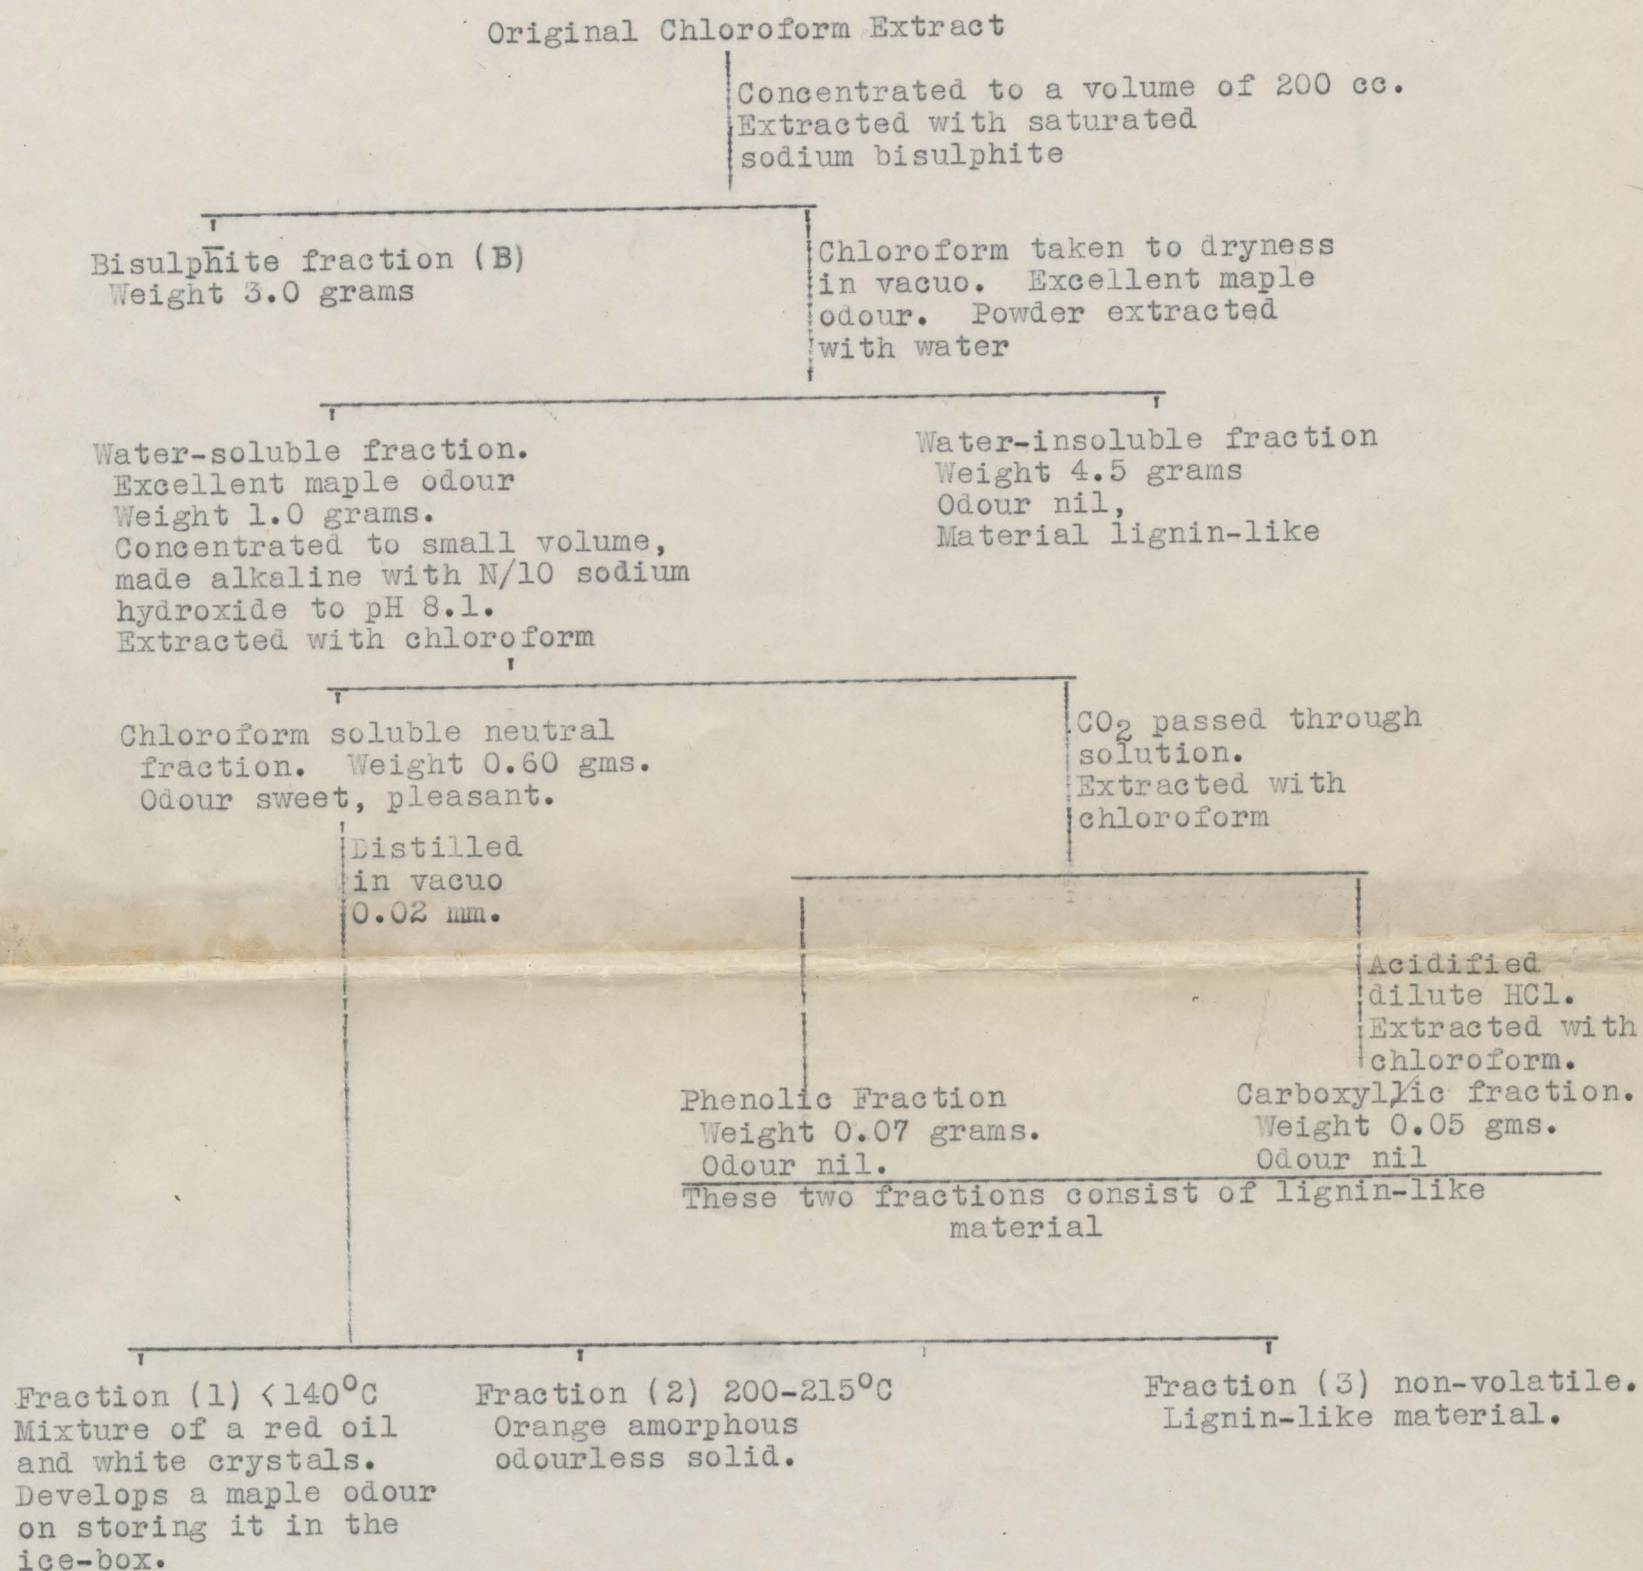 Original Chloroform Extract
Concentrated to a volume of 200 cc.
Extracted with saturated
sodium bisulphite
Bisulphite fraction (B)
Weight 3.0 grams
Chloroform taken to dryness
in vacuo. Excellent maple
odour. Powder extracted
with water
Water-soluble fraction.
Excellent maple odour
Weight 1.0 grams.
Concentrated to small volume,
made alkaline with N/10 sodium
hydroxide to pH 8.1.
Extracted with chloroform
Water-insoluble fraction
Weight 4.5 grams
Odour nil,
Material lignin-like
Chloroform soluble neutral
fraction. Weight 0.60 gms.
Odour sweet, pleasant.
Distilled
in vacuo
0.02 mm.
CO₂ passed through
solution.
Extracted with
chloroform
Acidified
dilute HCl.
Extracted with
chloroform.
Phenolic Fraction
Weight 0.07 grams.
Odour nil.
Carboxylic fraction.
Weight 0.05 gms.
Odour nil
These two fractions consist of lignin-like
material
Fraction (1) <140°C
Mixture of a red oil
and white crystals.
Develops a maple odour
on storing it in the
ice-box.
Fraction (2) 200-215°C
Orange amorphous
odourless solid.
Fraction (3) non-volatile.
Lignin-like material.